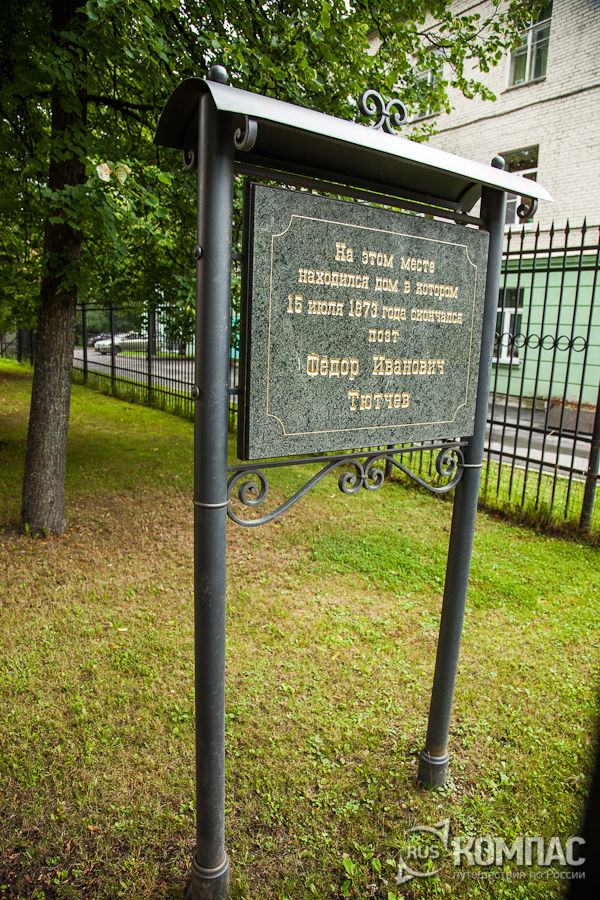 На этом месте
находился дом в котором
15 июля 1873 года скончался
поэт
Фёдор Иванович
Тютчев
RUS КОМПАС
путешествия по России